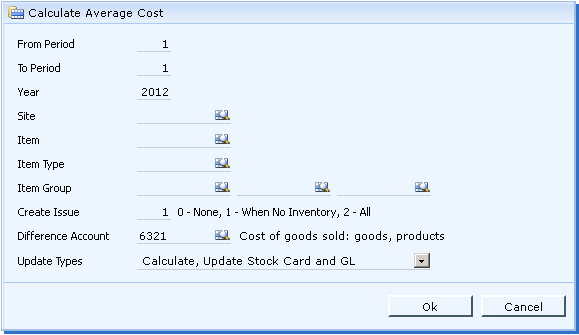 Calculate Average Cost
From Period 1
To Period 1
Year 2012
Site
Item
Item Type
Item Group
Create Issue 1 0 - None, 1 - When No Inventory, 2 - All
Difference Account 6321 Cost of goods sold: goods, products
Update Types Calculate, Update Stock Card and GL
Ok Cancel